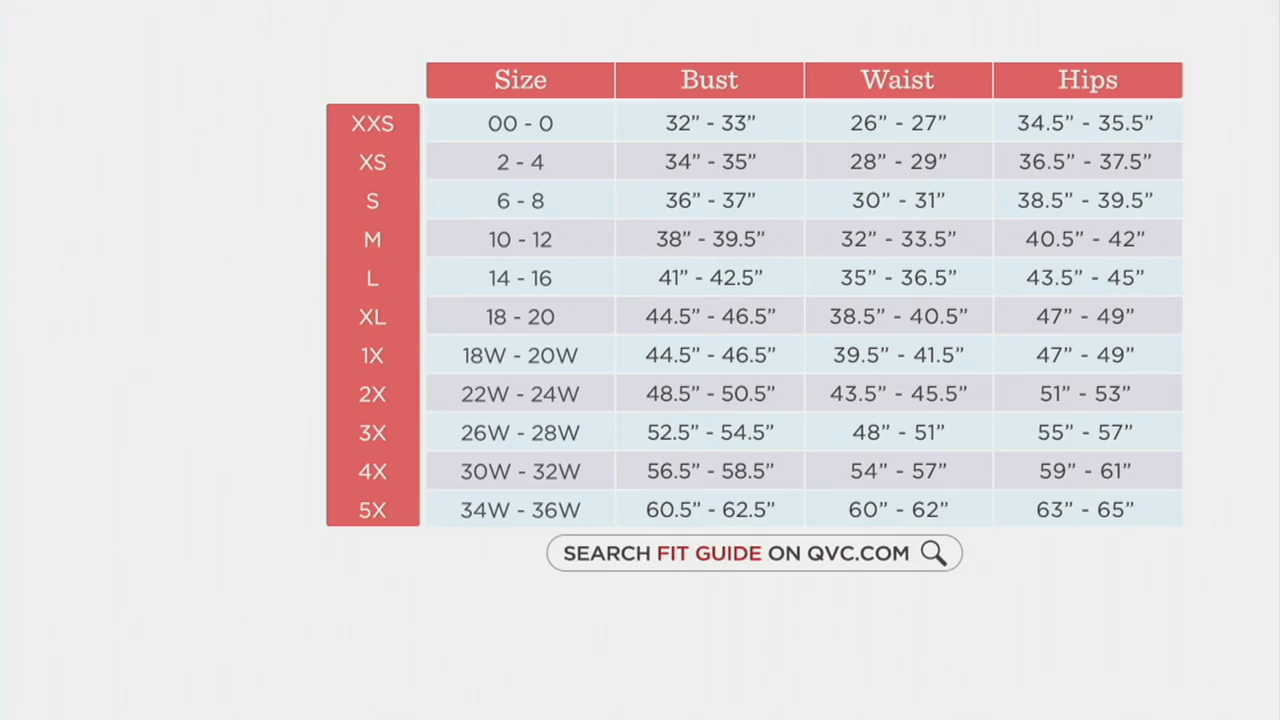 Size Bust Waist Hips
XXS 00 - 0 32” - 33” 26” - 27” 34.5” - 35.5”
XS 2 - 4 34” - 35” 28” - 29” 36.5” - 37.5”
S 6 - 8 36” - 37” 30” - 31” 38.5” - 39.5”
M 10 - 12 38” - 39.5” 32” - 33.5” 40.5” - 42”
L 14 - 16 41” - 42.5” 35” - 36.5” 43.5” - 45”
XL 18 - 20 44.5” - 46.5” 38.5” - 40.5” 47” - 49”
1X 18W - 20W 44.5” - 46.5” 39.5” - 41.5” 47” - 49”
2X 22W - 24W 48.5” - 50.5” 43.5” - 45.5” 51” - 53”
3X 26W - 28W 52.5” - 54.5” 48” - 51” 55” - 57”
4X 30W - 32W 56.5” - 58.5” 54” - 57” 59” - 61”
5X 34W - 36W 60.5” - 62.5” 60” - 62” 63” - 65”
SEARCH FIT GUIDE ON QVC.COM